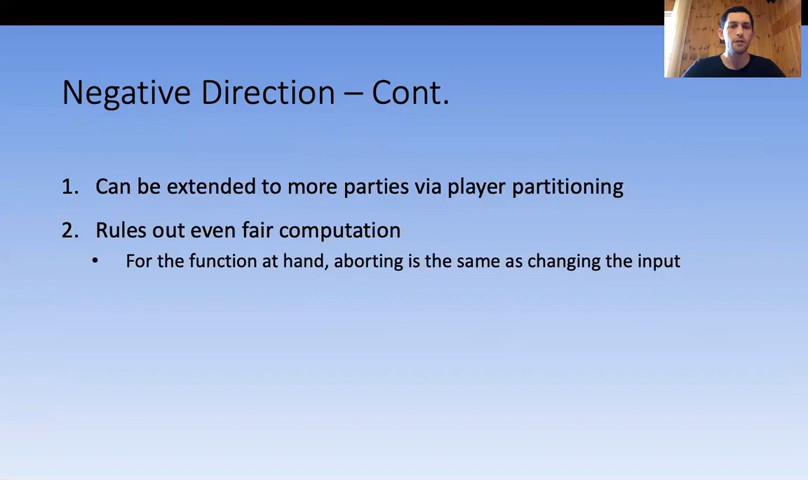 Negative Direction – Cont.
1. Can be extended to more parties via player partitioning
2. Rules out even fair computation
• For the function at hand, aborting is the same as changing the input